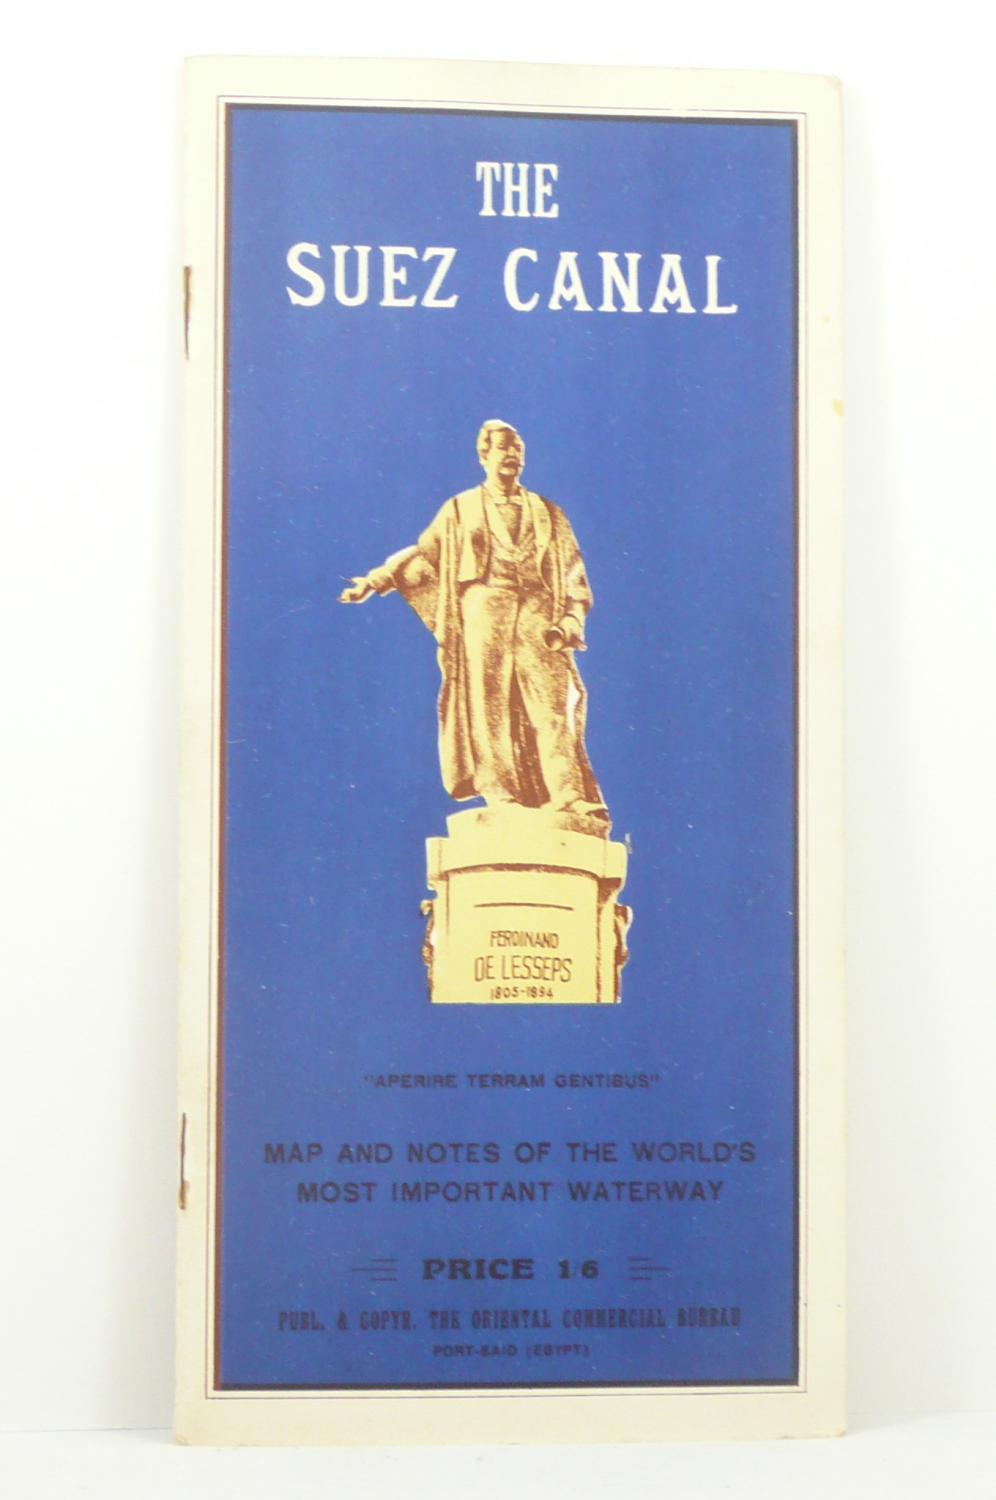 THE
SUEZ CANAL
FERDINAND
DE LESSEPS
1805-1894
"APERIRE TERRAM GENTIBUS"
MAP AND NOTES OF THE WORLD'S
MOST IMPORTANT WATERWAY
PRICE 1/6
PUBL. & COPYR. THE ORIENTAL COMMERCIAL BUREAU
PORT-SAID (EGYPT)